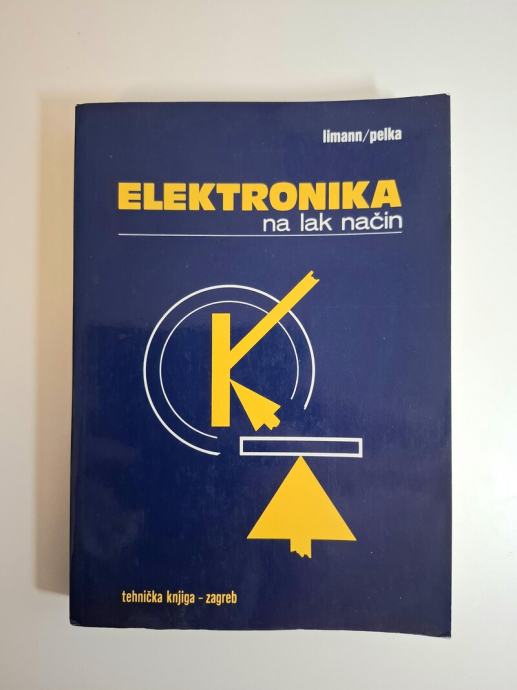 limann/pelka
ELEKTRONIKA
na lak način
tehnička knjiga - zagreb